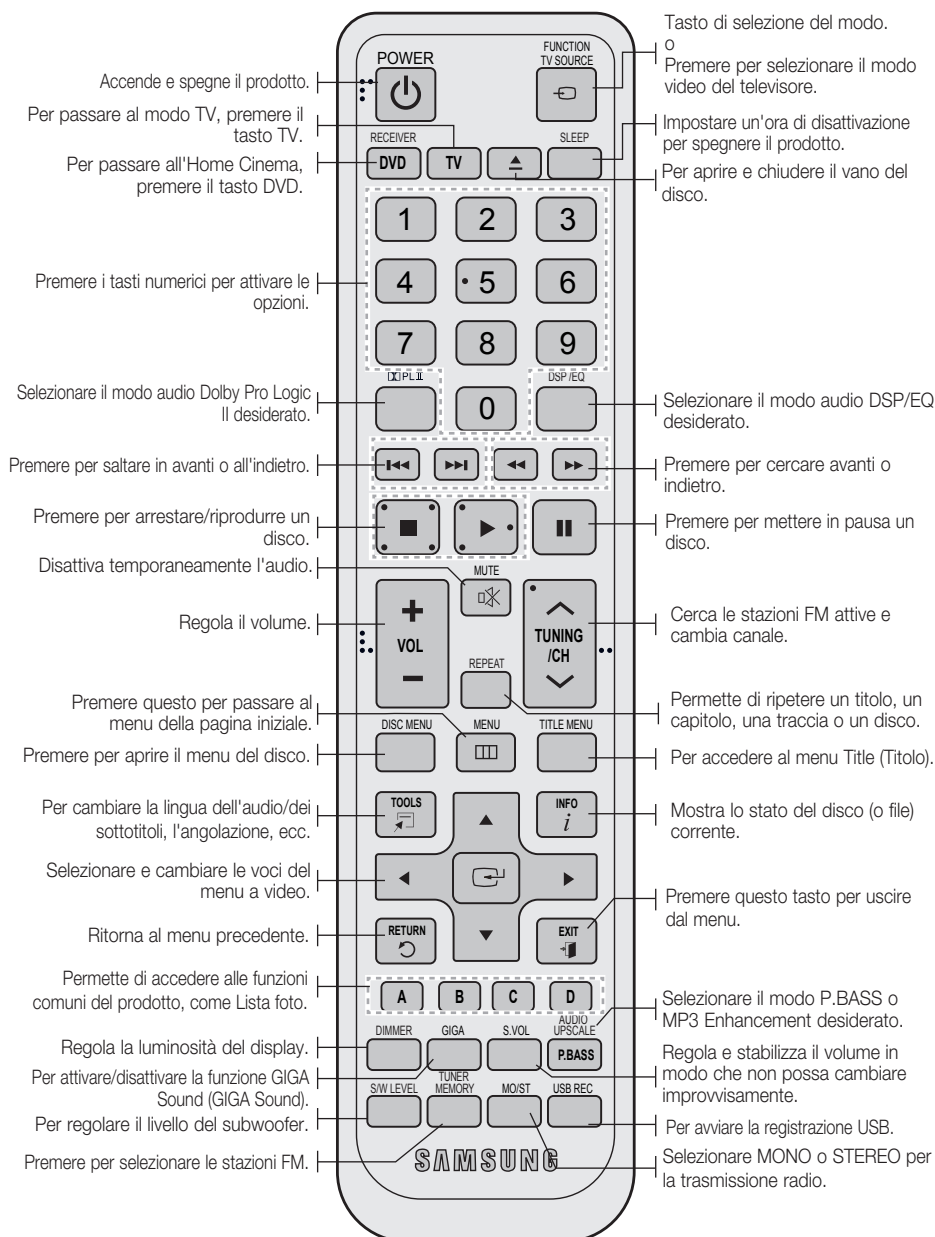 Tasto di selezione del modo.
o
Premere per selezionare il modo
video del televisore.
FUNCTION
TV SOURCE
POWER
Accende e spegne il prodotto.
Per passare al modo TV, premere il
tasto TV.
Impostare un'ora di disattivazione
per spegnere il prodotto.
RECEIVER
SLEEP
DVD
TV
Per passare all'Home Cinema,
premere il tasto DVD.
Per aprire e chiudere il vano del
disco.
1 2 3
4 5 6
7 8 9
Premere i tasti numerici per attivare le
opzioni.
PL II
DSP /EQ
0
Selezionare il modo audio Dolby Pro Logic
II desiderato.
Selezionare il modo audio DSP/EQ
desiderato.
Premere per saltare in avanti o all'indietro.
Premere per cercare avanti o
indietro.
Premere per arrestare/riprodurre un
disco.
Premere per mettere in pausa un
disco.
Disattiva temporaneamente l'audio.
MUTE
Regola il volume.
VOL
TUNING
/CH
Cerca le stazioni FM attive e
cambia canale.
REPEAT
Premere questo per passare al
menu della pagina iniziale.
Permette di ripetere un titolo, un
capitolo, una traccia o un disco.
DISC MENU
MENU
TITLE MENU
Premere per aprire il menu del disco.
Per accedere al menu Title (Titolo).
TOOLS
INFO
i
Per cambiare la lingua dell'audio/dei
sottotitoli, l'angolazione, ecc.
Mostra lo stato del disco (o file)
corrente.
Selezionare e cambiare le voci del
menu a video.
Premere questo tasto per uscire
dal menu.
RETURN
EXIT
Ritorna al menu precedente.
Permette di accedere alle funzioni
comuni del prodotto, come Lista foto.
A B C D
Selezionare il modo P.BASS o
MP3 Enhancement desiderato.
DIMMER
GIGA
S.VOL
AUDIO
UPSCALE
P.BASS
Regola la luminosità del display.
Regola e stabilizza il volume in
modo che non possa cambiare
improvvisamente.
Per attivare/disattivare la funzione GIGA
Sound (GIGA Sound).
S/W LEVEL
TUNER
MEMORY
MO/ST
USB REC
Per regolare il livello del subwoofer.
Per avviare la registrazione USB.
Premere per selezionare le stazioni FM.
SAMSUNG
Selezionare MONO o STEREO per
la trasmissione radio.